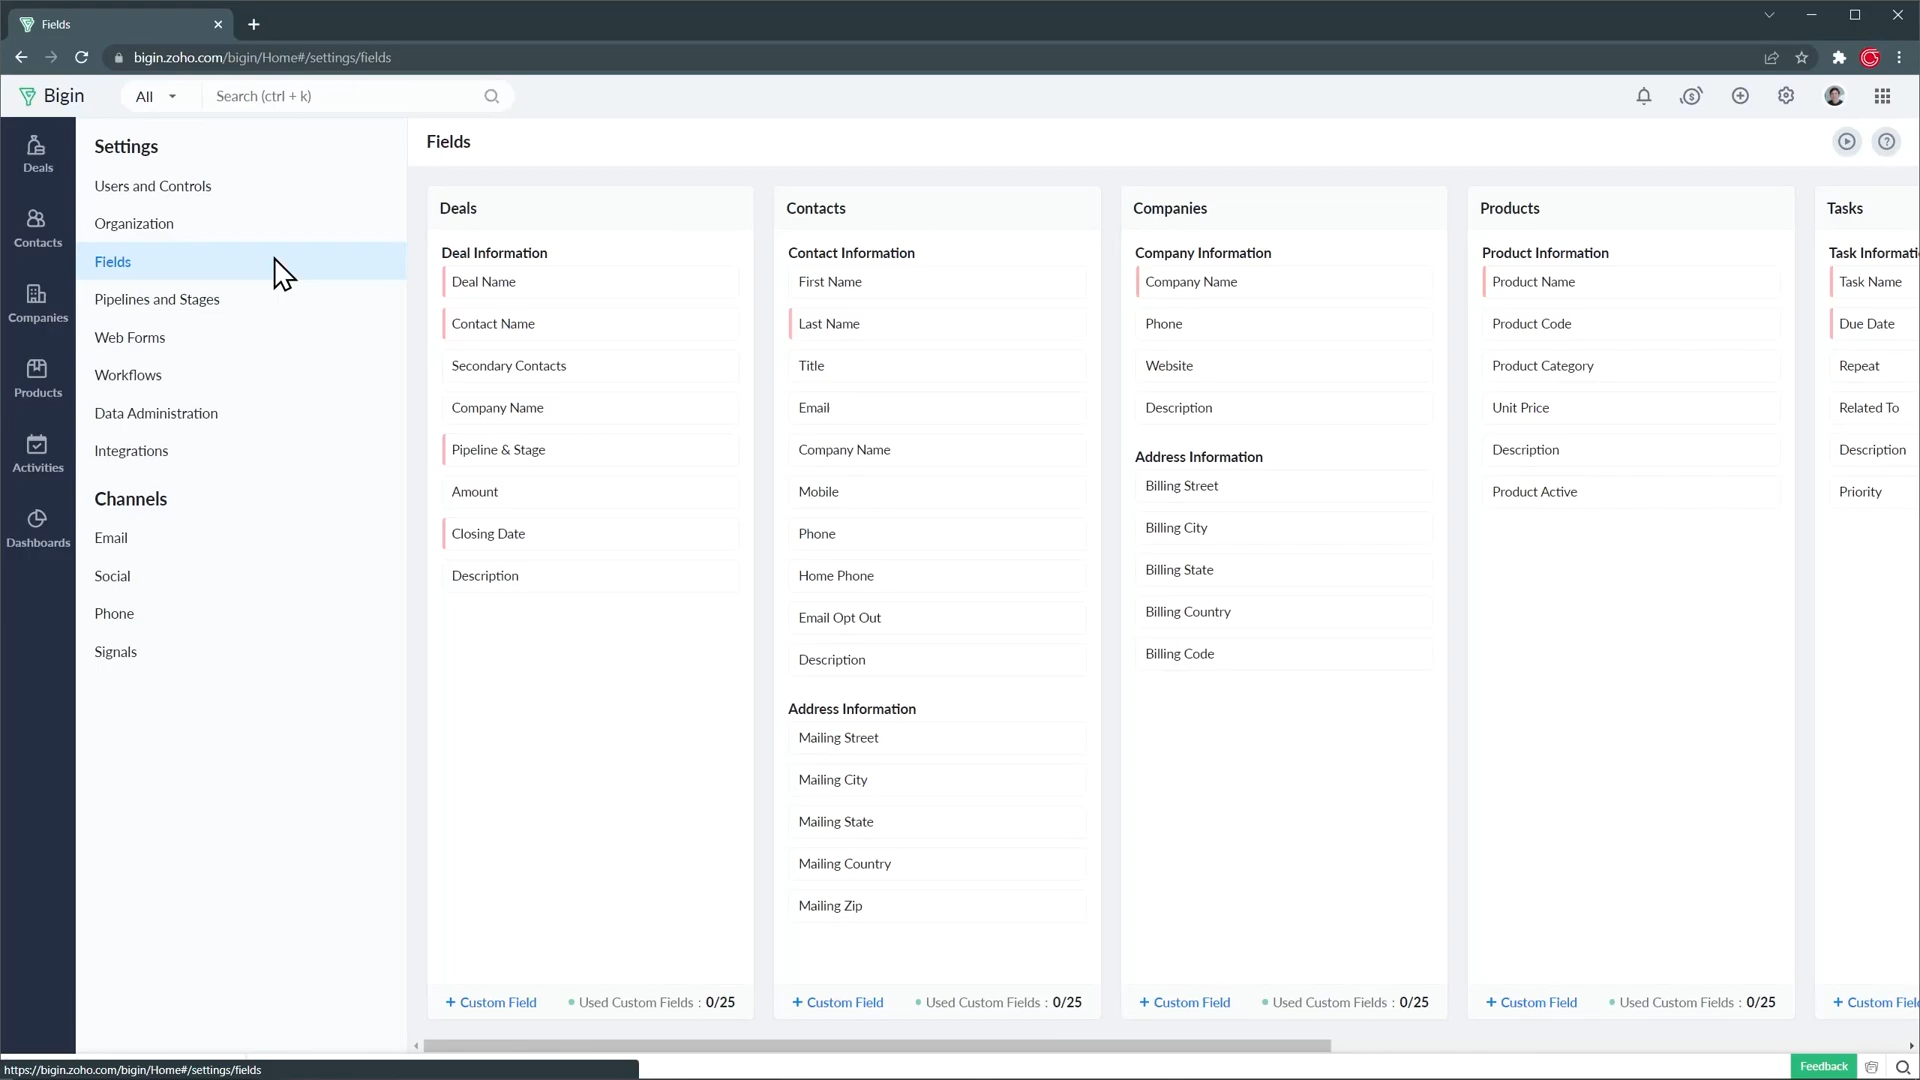 Fields
bigin.zoho.com/bigin/Home#/settings/fields
Bigin
All
Search (ctrl + k)
Deals
Contacts
Companies
Products
Activities
Dashboards
Settings
Users and Controls
Organization
Fields
Pipelines and Stages
Web Forms
Workflows
Data Administration
Integrations
Channels
Email
Social
Phone
Signals
Fields
Deals
Deal Information
Deal Name
Contact Name
Secondary Contacts
Company Name
Pipeline & Stage
Amount
Closing Date
Description
+ Custom Field
Used Custom Fields : 0/25
Contacts
Contact Information
First Name
Last Name
Title
Email
Company Name
Mobile
Phone
Home Phone
Email Opt Out
Description
Address Information
Mailing Street
Mailing City
Mailing State
Mailing Country
Mailing Zip
+ Custom Field
Used Custom Fields : 0/25
Companies
Company Information
Company Name
Phone
Website
Description
Address Information
Billing Street
Billing City
Billing State
Billing Country
Billing Code
+ Custom Field
Used Custom Fields : 0/25
Products
Product Information
Product Name
Product Code
Product Category
Unit Price
Description
Product Active
+ Custom Field
Used Custom Fields : 0/25
Tasks
Task Informati
Task Name
Due Date
Repeat
Related To
Description
Priority
+ Custom Fiel
https://bigin.zoho.com/bigin/Home#/settings/fields
Feedback